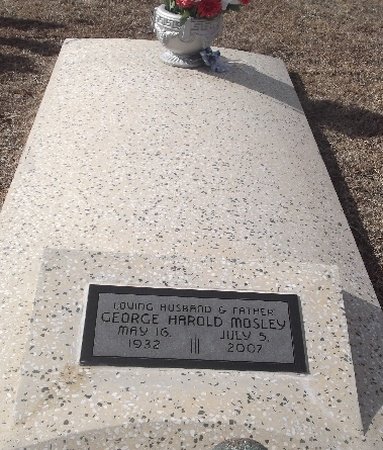 LOVING HUSBAND & FATHER
GEORGE HAROLD MOSLEY
MAY 16, JULY 5,
1932 2007